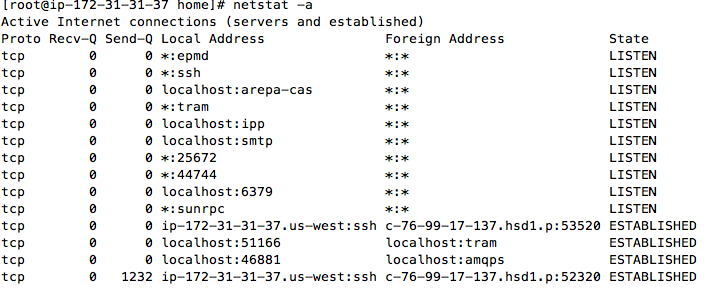 [root@ip-172-31-31-37 home]# netstat -a
Active Internet connections (servers and established)
Proto Recv-Q Send-Q Local Address               Foreign Address             State
tcp        0      0 *:epmd                      *:*                         LISTEN
tcp        0      0 *:ssh                       *:*                         LISTEN
tcp        0      0 localhost:arepa-cas         *:*                         LISTEN
tcp        0      0 *:tram                      *:*                         LISTEN
tcp        0      0 localhost:ipp               *:*                         LISTEN
tcp        0      0 localhost:smtp              *:*                         LISTEN
tcp        0      0 *:25672                     *:*                         LISTEN
tcp        0      0 *:44744                     *:*                         LISTEN
tcp        0      0 localhost:6379              *:*                         LISTEN
tcp        0      0 *:sunrpc                    *:*                         LISTEN
tcp        0      0 ip-172-31-31-37.us-west:ssh c-76-99-17-137.hsd1.p:53520 ESTABLISHED
tcp        0      0 localhost:51166             localhost:tram              ESTABLISHED
tcp        0      0 localhost:46881             localhost:amqps             ESTABLISHED
tcp        0   1232 ip-172-31-31-37.us-west:ssh c-76-99-17-137.hsd1.p:52320 ESTABLISHED